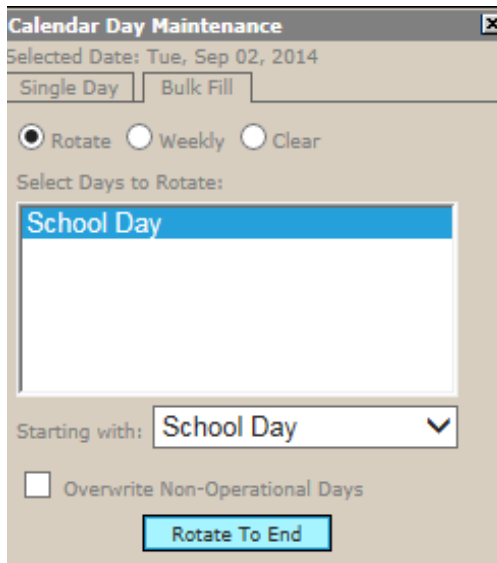 Calendar Day Maintenance
Selected Date: Tue, Sep 02, 2014
Single Day Bulk Fill
Rotate Weekly Clear
Select Days to Rotate:
School Day
Starting with: School Day
Overwrite Non-Operational Days
Rotate To End